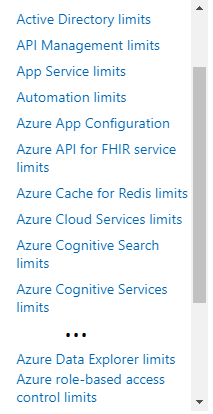 Active Directory limits
API Management limits
App Service limits
Automation limits
Azure App Configuration
Azure API for FHIR service
limits
Azure Cache for Redis limits
Azure Cloud Services limits
Azure Cognitive Search
limits
Azure Cognitive Services
limits
...
Azure Data Explorer limits
Azure role-based access
control limits